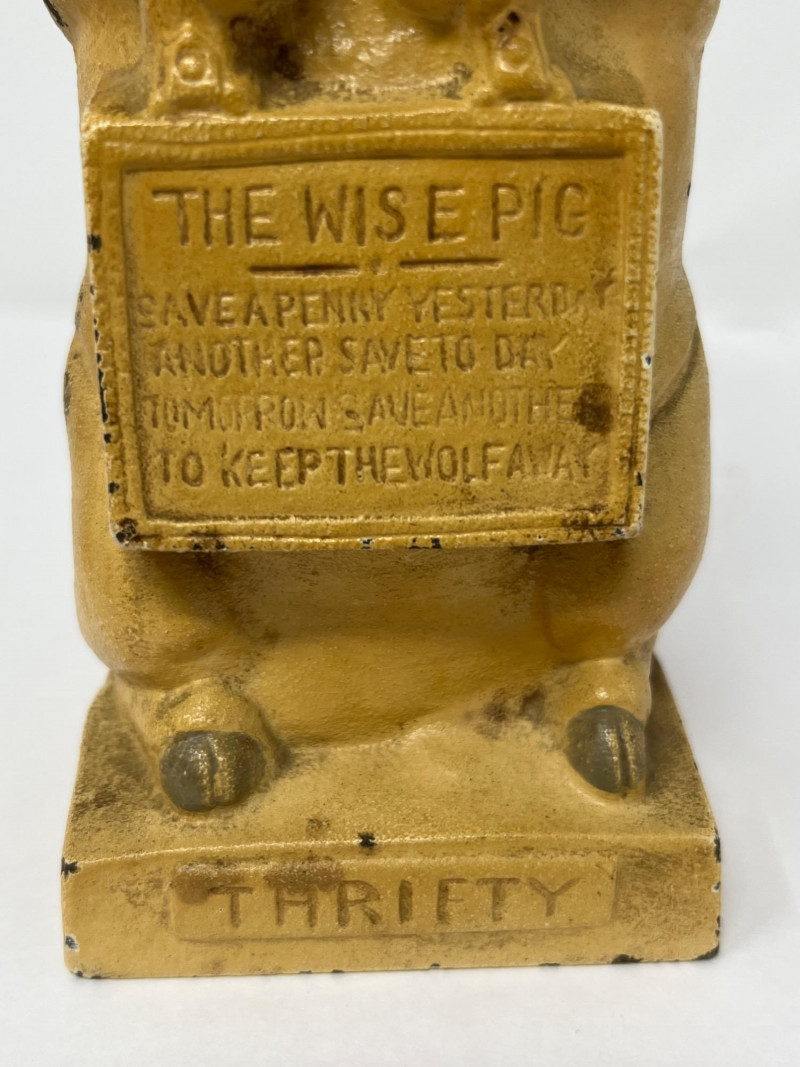 THE WISE PIG
SAVE A PENNY YESTERDAY
ANOTHER SAVE TO DAY
TOMORROW SAVE ANOTHER
TO KEEP THE WOLF AWAY
THRIFTY